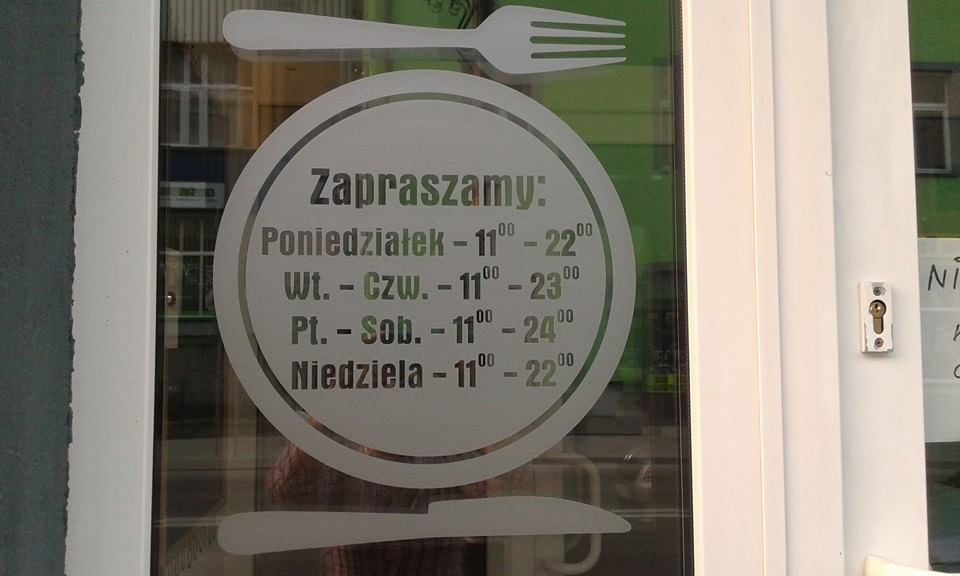 Zapraszamy:
Poniedziałek - 11⁰⁰ - 22⁰⁰
Wt. - Czw. - 11⁰⁰ - 23⁰⁰
Pt. - Sob. - 11⁰⁰ - 24⁰⁰
Niedziela - 11⁰⁰ - 22⁰⁰